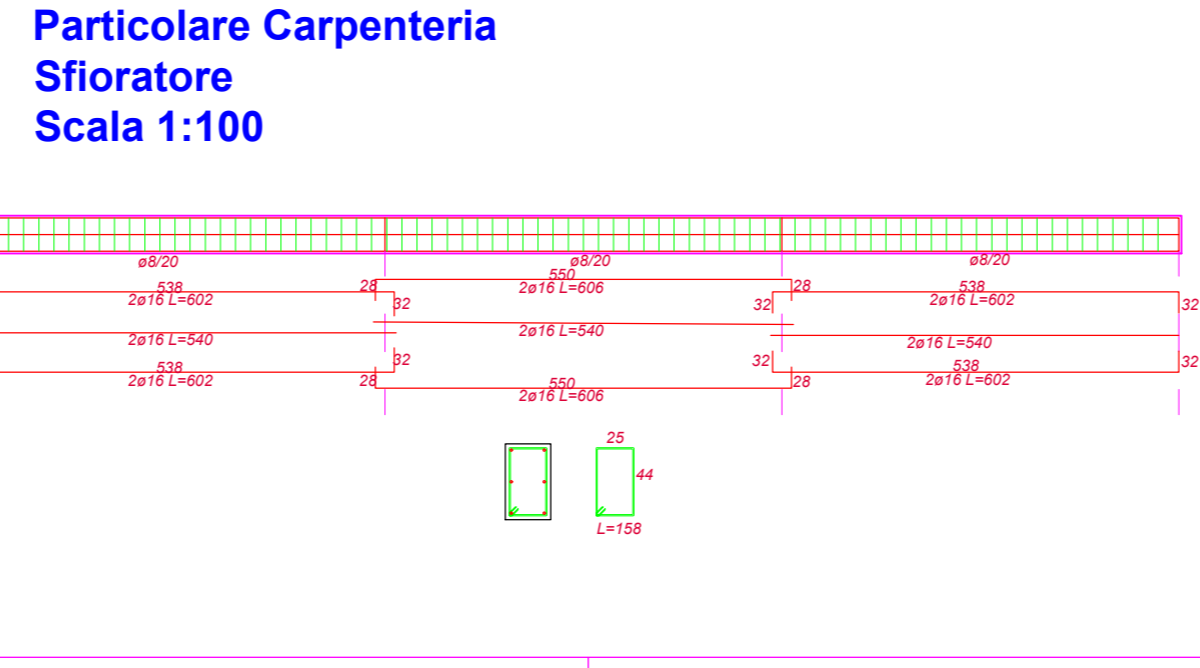 Particolare Carpenteria
Sfioratore
Scala 1:100
ø8/20 ø8/20 ø8/20
550
538 28 28 538
2ø16 L=602 2ø16 L=606 2ø16 L=602
32 32 32
2ø16 L=540 2ø16 L=540 2ø16 L=540
32 32 32
538 538
2ø16 L=602 28 550 28 2ø16 L=602
2ø16 L=606
25
44
L=158